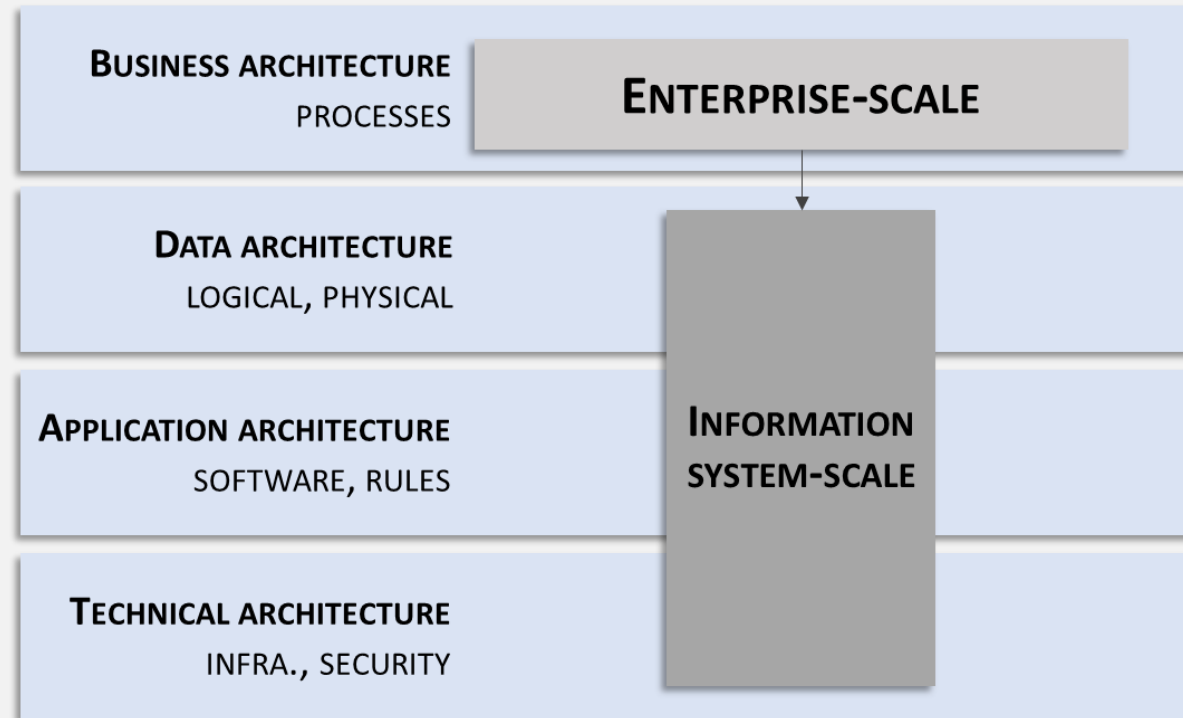 BUSINESS ARCHITECTURE
PROCESSES
ENTERPRISE-SCALE
DATA ARCHITECTURE
LOGICAL, PHYSICAL
APPLICATION ARCHITECTURE
SOFTWARE, RULES
INFORMATION
SYSTEM-SCALE
TECHNICAL ARCHITECTURE
INFRA., SECURITY